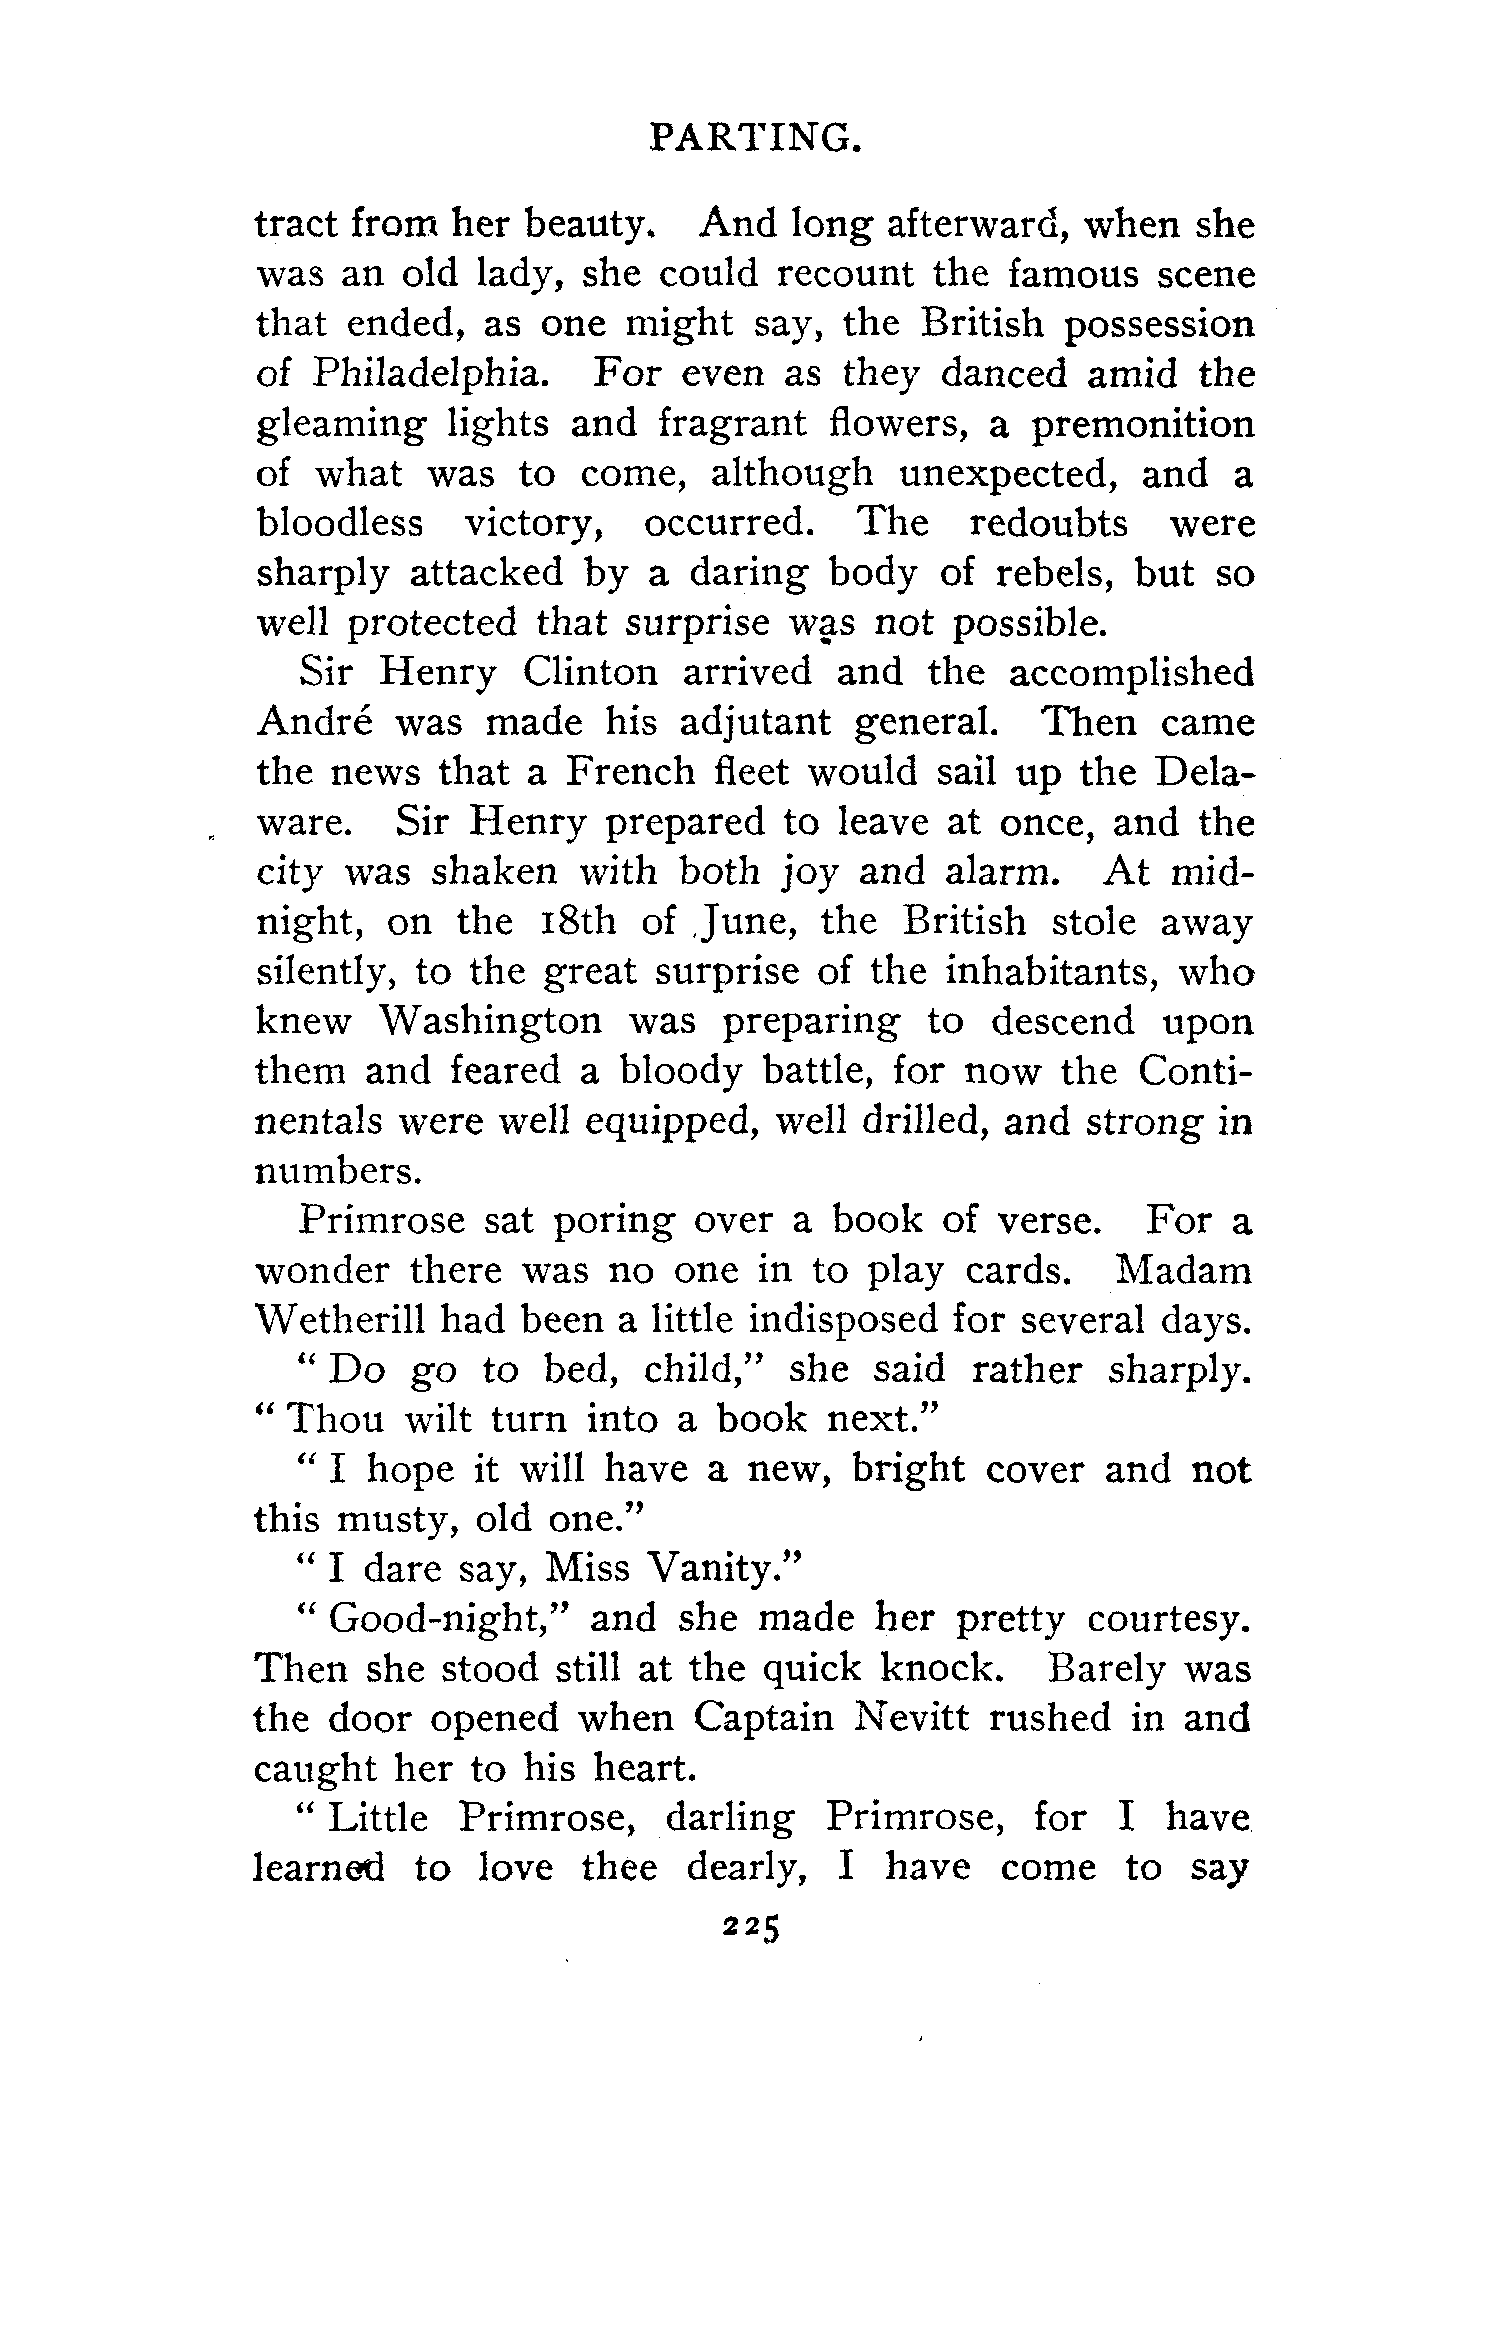 PARTING.
tract from her beauty. And long afterward, when she
was an old lady, she could recount the famous scene
that ended, as one might say, the British possession
of Philadelphia. For even as they danced amid the
gleaming lights and fragrant flowers, a premonition
of what was to come, although unexpected, and a
bloodless victory, occurred. The redoubts were
sharply attacked by a daring body of rebels, but so
well protected that surprise was not possible.
Sir Henry Clinton arrived and the accomplished
André was made his adjutant general. Then came
the news that a French fleet would sail up the Dela-
ware. Sir Henry prepared to leave at once, and the
city was shaken with both joy and alarm. At mid-
night, on the 18th of June, the British stole away
silently, to the great surprise of the inhabitants, who
knew Washington was preparing to descend upon
them and feared a bloody battle, for now the Conti-
nentals were well equipped, well drilled, and strong in
numbers.
Primrose sat poring over a book of verse. For a
wonder there was no one in to play cards. Madam
Wetherill had been a little indisposed for several days.
“ Do go to bed, child,” she said rather sharply.
“ Thou wilt turn into a book next.”
“ I hope it will have a new, bright cover and not
this musty, old one.”
“ I dare say, Miss Vanity.”
“ Good-night,” and she made her pretty courtesy.
Then she stood still at the quick knock. Barely was
the door opened when Captain Nevitt rushed in and
caught her to his heart.
“ Little Primrose, darling Primrose, for I have
learned to love thee dearly, I have come to say
225